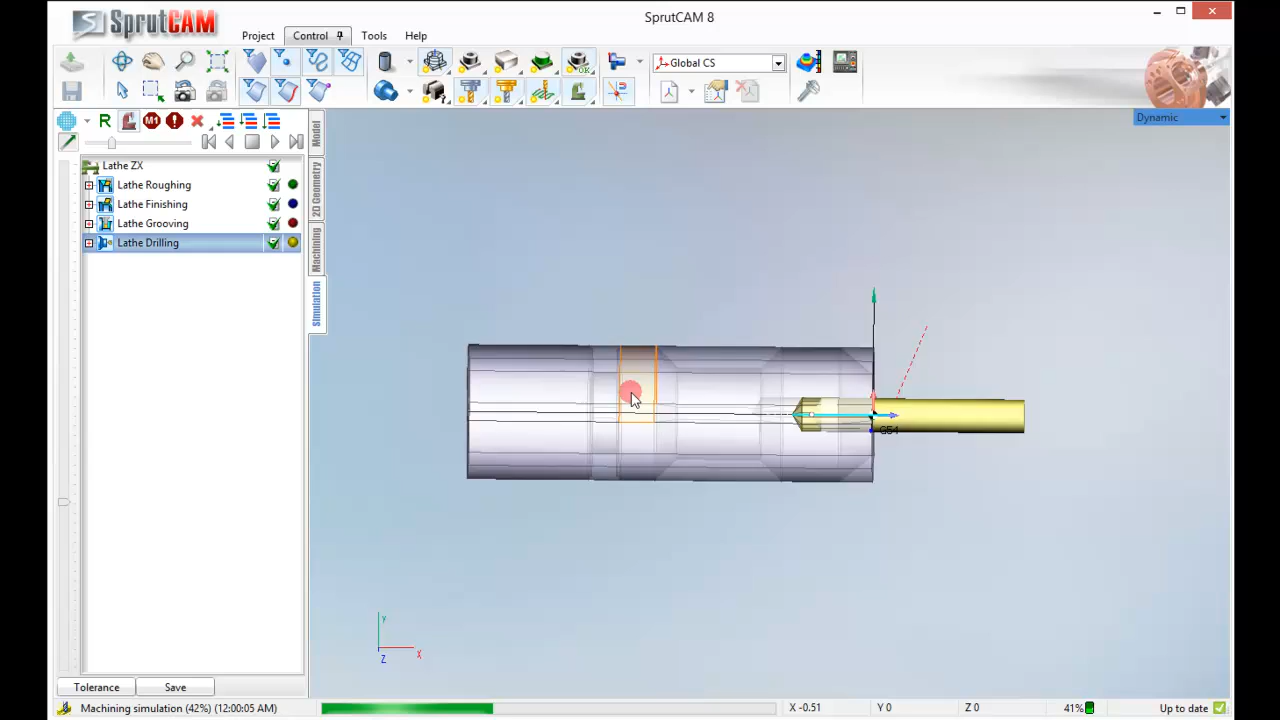 SprutCAM
SprutCAM 8
Project Control Tools Help
Global CS
Dynamic
R M1
Lathe ZX
Lathe Roughing
Lathe Finishing
Lathe Grooving
Lathe Drilling
Model
2D Geometry
Machining
Simulation
G54
Y
X
Z
Tolerance Save
Machining simulation (42%) (12:00:05 AM) X -0.51 Y 0 Z 0 41% Up to date